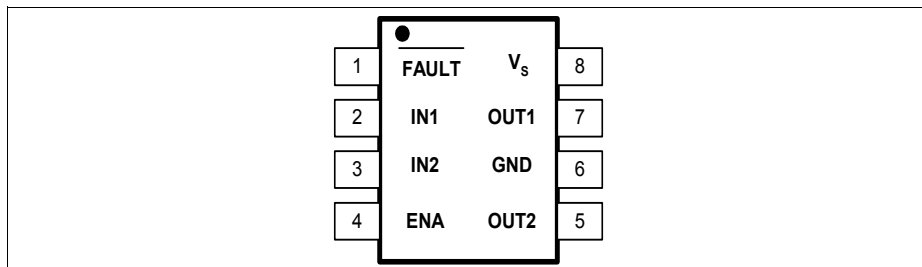 1 FAULT V_S 8
2 IN1 OUT1 7
3 IN2 GND 6
4 ENA OUT2 5